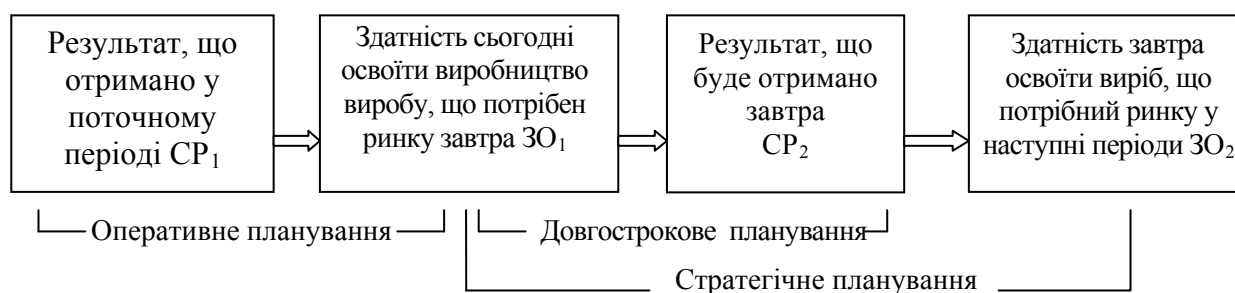 Результат, що
отримано у
поточному
періоді СР₁
Здатність сьогодні
освоїти виробництво
виробу, що потрібен
ринку завтра ЗО₁
Результат, що
буде отримано
завтра
СР₂
Здатність завтра
освоїти виріб, що
потрібний ринку у
наступні періоди ЗО₂
Оперативне планування
Довгострокове планування
Стратегічне планування